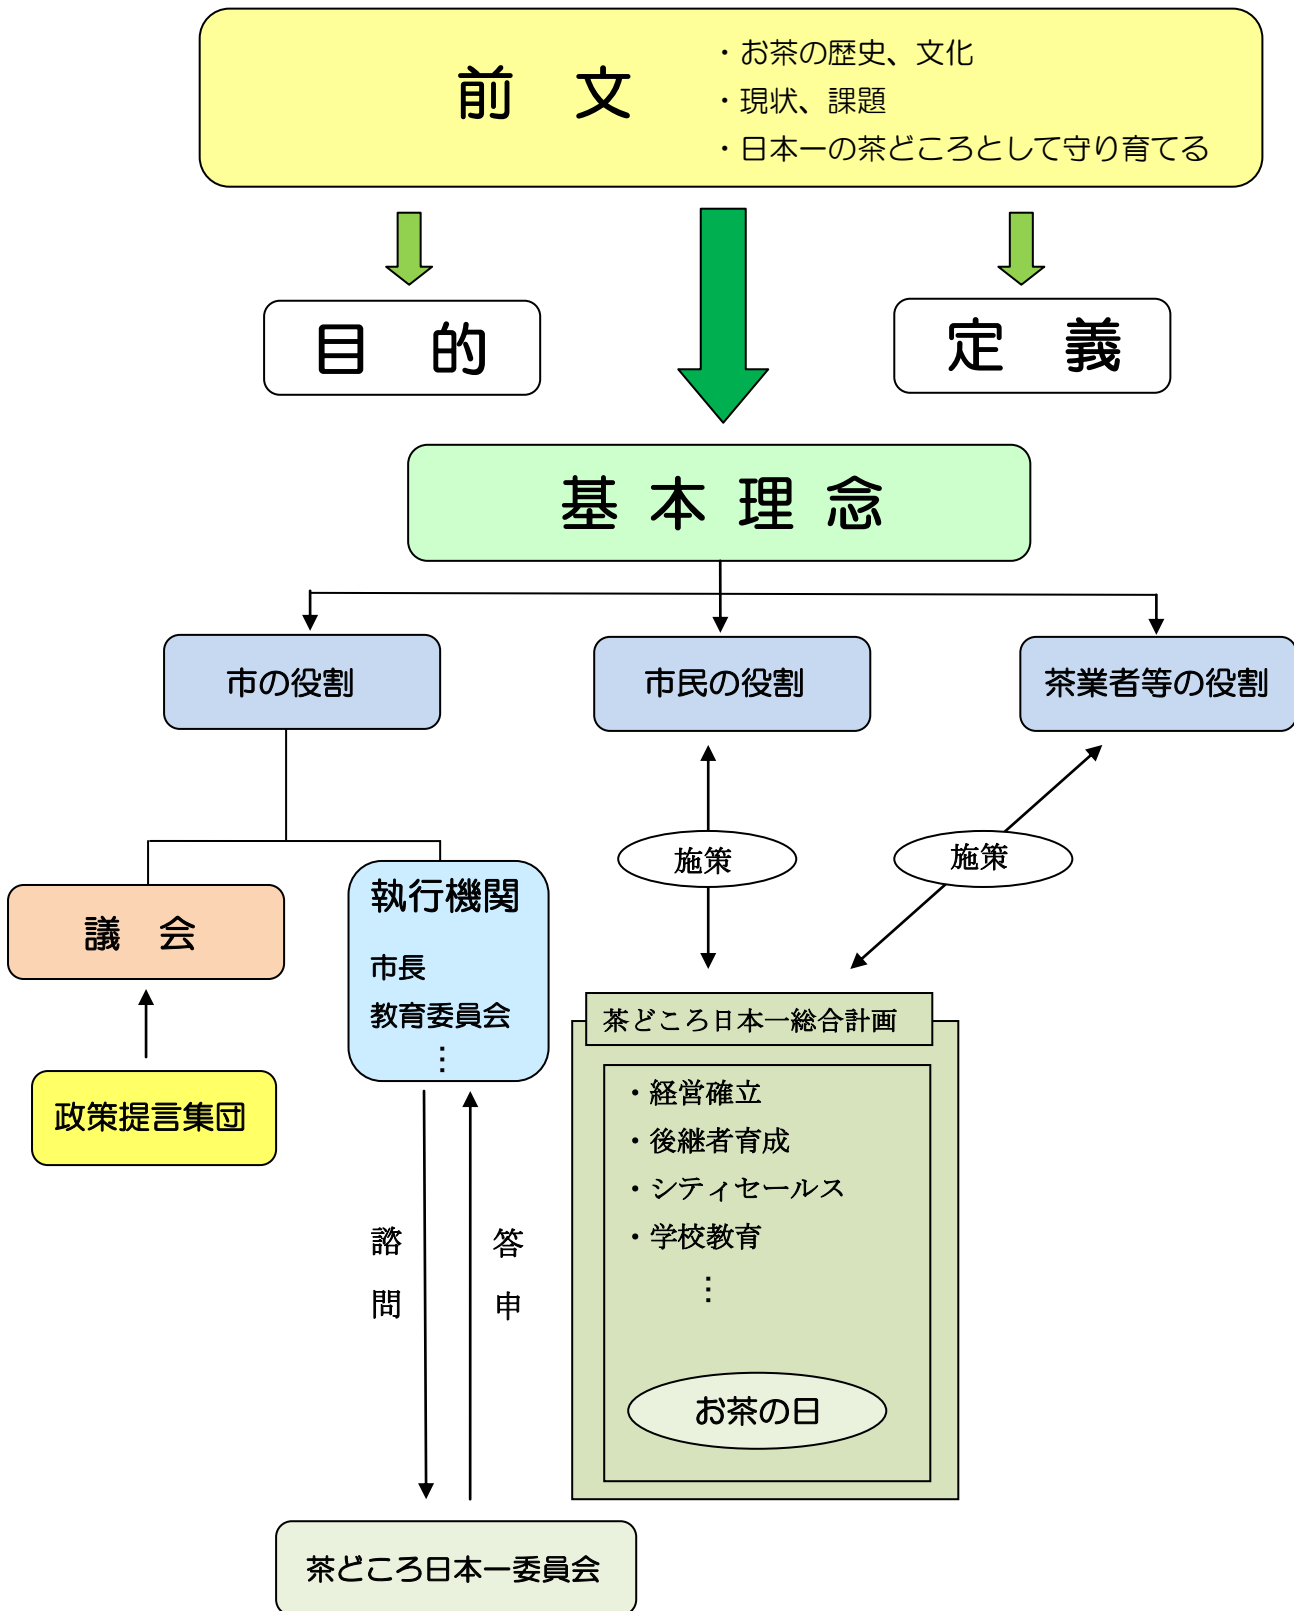 前　文
・お茶の歴史、文化
・現状、課題
・日本一の茶どころとして守り育てる
目　的
定　義
基 本 理 念
市の役割
市民の役割
茶業者等の役割
施策
施策
議　会
執行機関
市長
教育委員会
…
政策提言集団
茶どころ日本一総合計画
・経営確立
・後継者育成
・シティセールス
・学校教育
…
お茶の日
諮問
答申
茶どころ日本一委員会